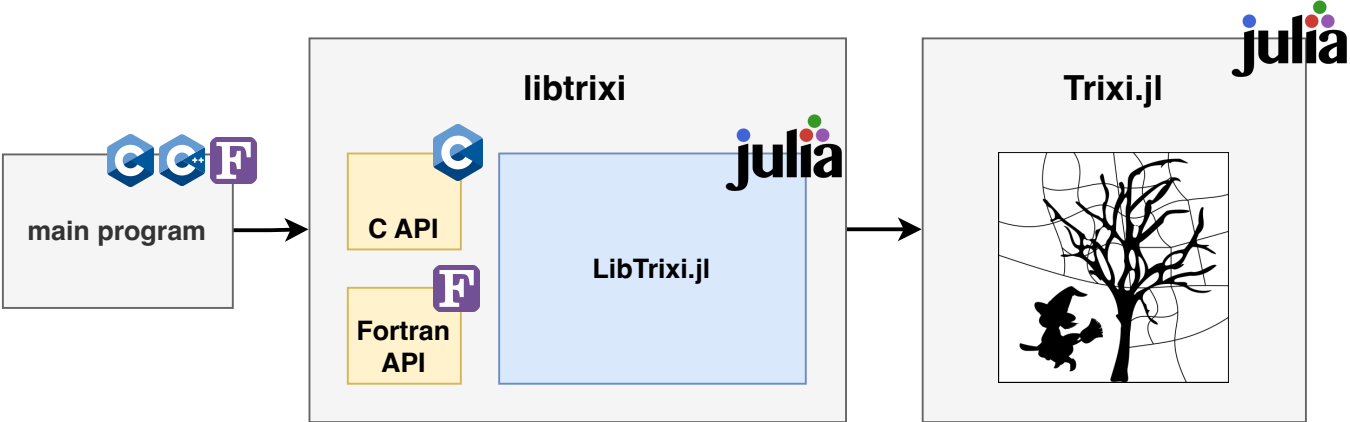 julia
libtrixi
Trixi.jl
C
C++
F
main program
C
C API
julia
LibTrixi.jl
F
Fortran
API